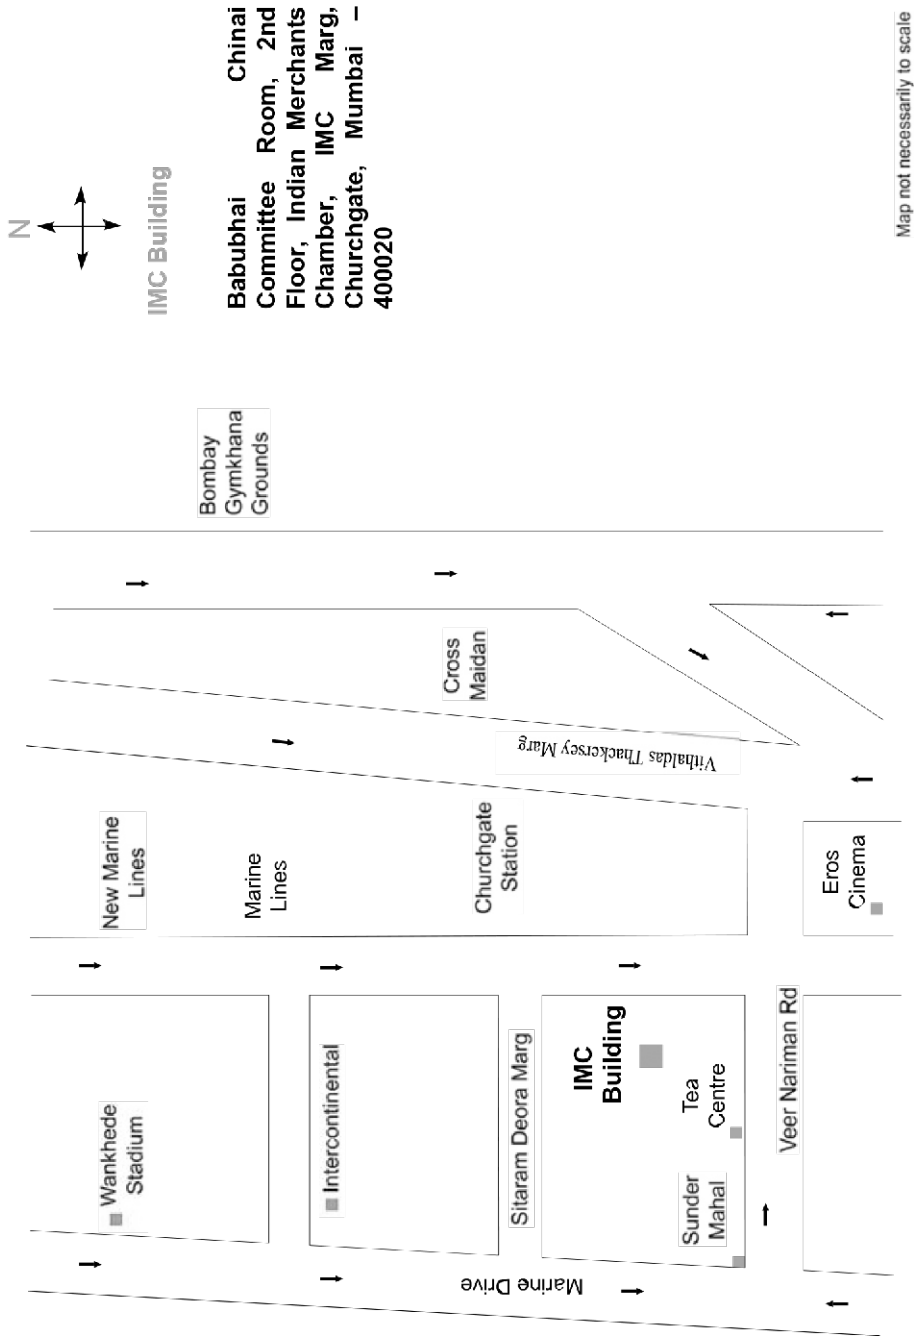 N
IMC Building
Babubhai Chinai
Committee Room, 2nd
Floor, Indian Merchants
Chamber, IMC Marg,
Churchgate, Mumbai –
400020
Map not necessarily to scale
Bombay
Gymkhana
Grounds
Cross
Maidan
Vithaldas Thackersey Marg
New Marine
Lines
Marine
Lines
Churchgate
Station
Eros
Cinema
Wankhede
Stadium
Intercontinental
Sitaram Deora Marg
IMC
Building
Tea
Centre
Sunder
Mahal
Veer Nariman Rd
Marine Drive